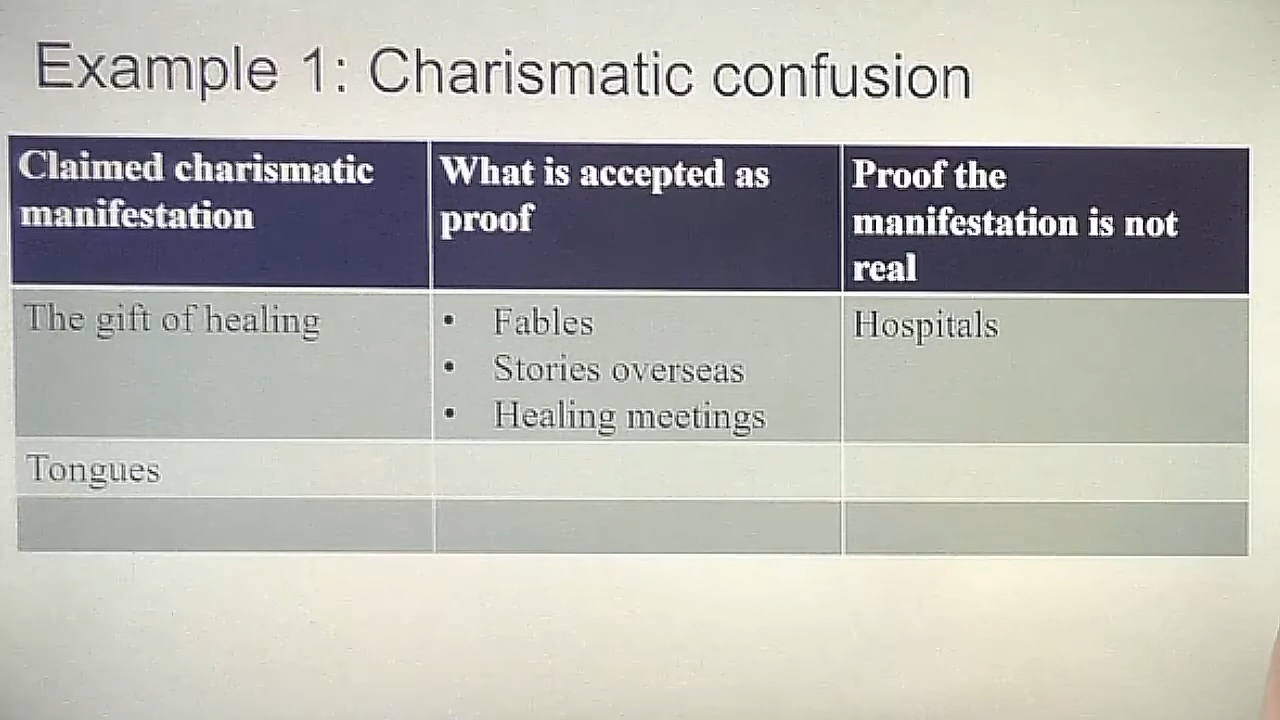 Example 1: Charismatic confusion
Claimed charismatic
manifestation
What is accepted as
proof
Proof the
manifestation is not
real
The gift of healing
• Fables
• Stories overseas
• Healing meetings
Hospitals
Tongues